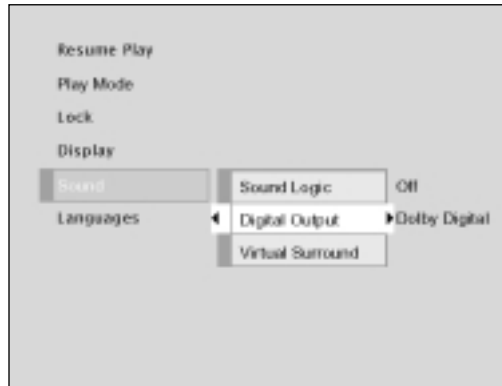 Resume Play
Play Mode
Lock
Display
Sound
Sound Logic Off
Languages
Digital Output Dolby Digital
Virtual Surround